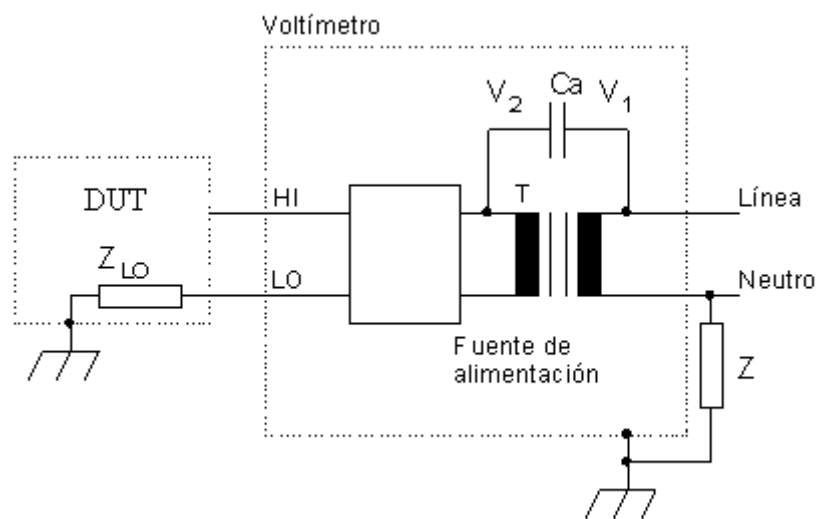 Voltímetro
V2 Ca V1
DUT
HI
T
Línea
ZLO
LO
Neutro
Fuente de
alimentación
Z